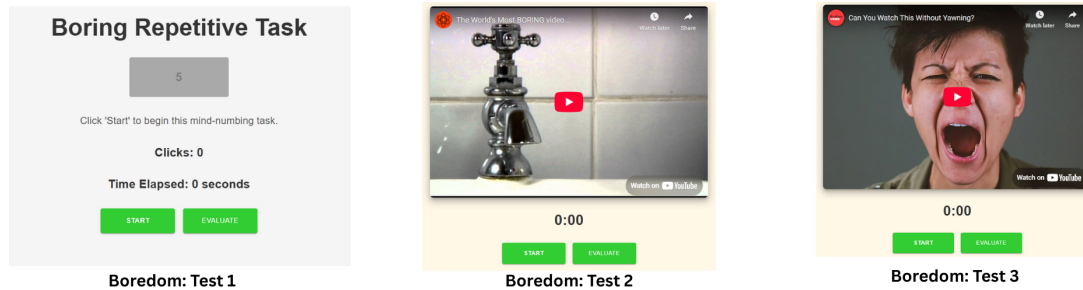 Boring Repetitive Task
5
Click 'Start' to begin this mind-numbing task.
Clicks: 0
Time Elapsed: 0 seconds
START EVALUATE
Boredom: Test 1
The World's Most BORING video...
Watch later Share
Watch on YouTube
0:00
START EVALUATE
Boredom: Test 2
Can You Watch This Without Yawning?
Watch later Share
Watch on YouTube
0:00
START EVALUATE
Boredom: Test 3